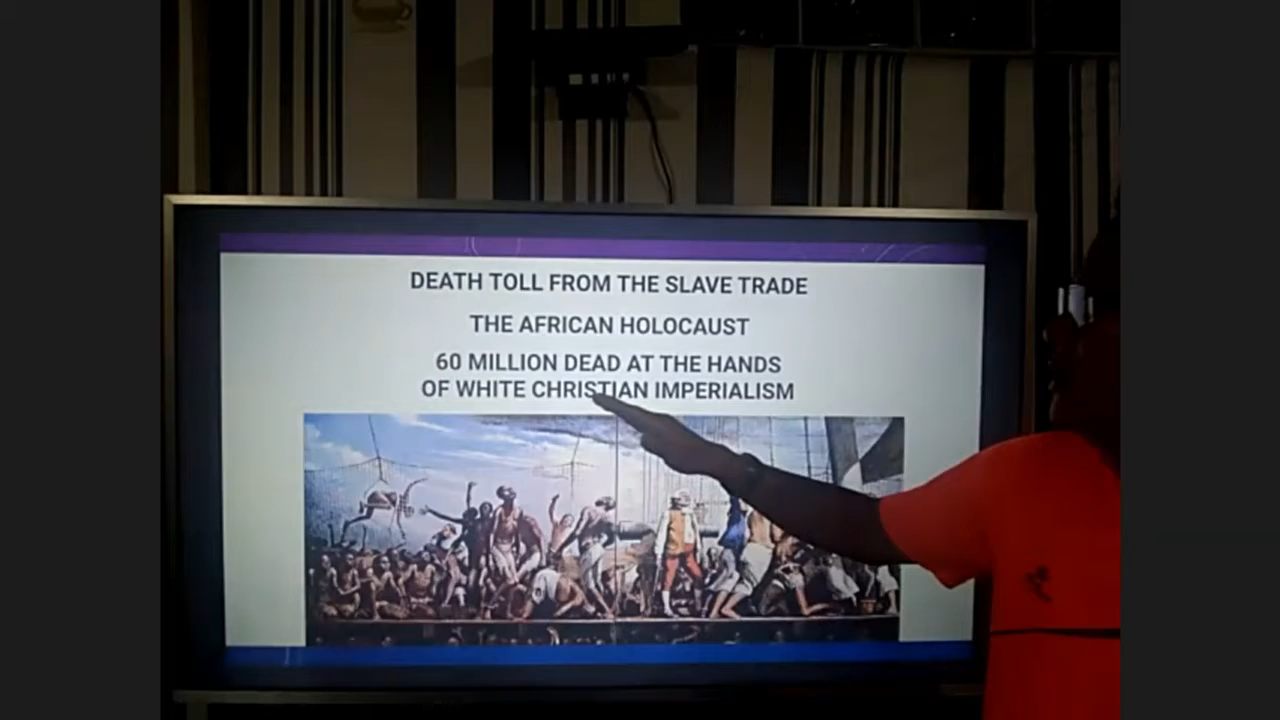 DEATH TOLL FROM THE SLAVE TRADE
THE AFRICAN HOLOCAUST
60 MILLION DEAD AT THE HANDS
OF WHITE CHRISTIAN IMPERIALISM